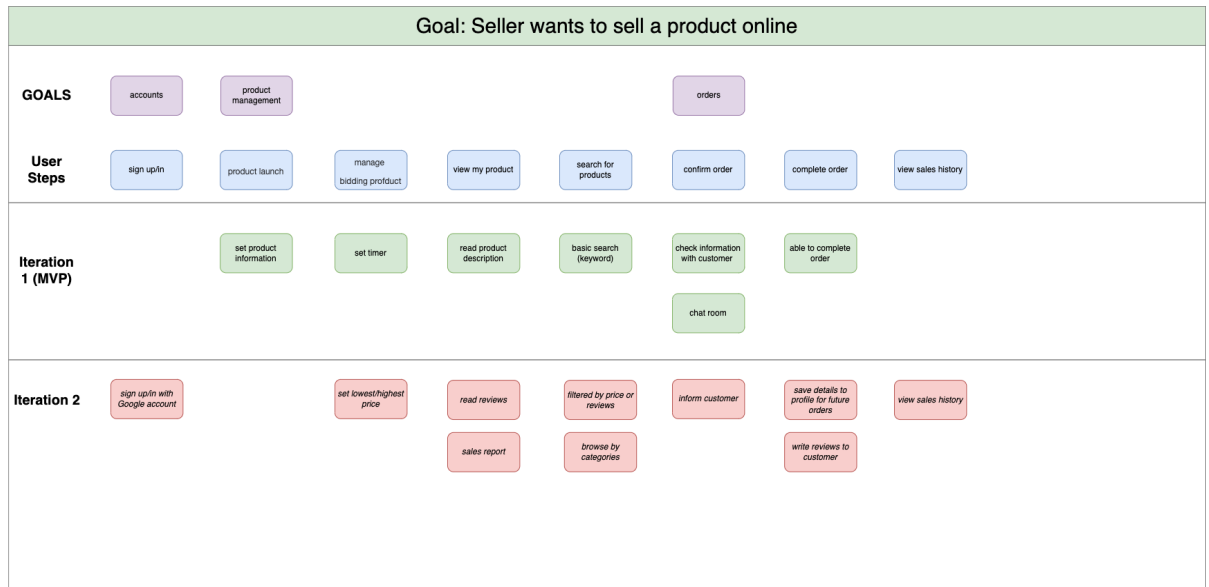 Goal: Seller wants to sell a product online
GOALS
accounts
product
management
orders
User
Steps
sign up/in
product launch
manage
bidding profduct
view my product
search for
products
confirm order
complete order
view sales history
Iteration
1 (MVP)
set product
information
set timer
read product
description
basic search
(keyword)
check information
with customer
able to complete
order
chat room
Iteration 2
sign up/in with
Google account
set lowest/highest
price
read reviews
filtered by price or
reviews
inform customer
save details to
profile for future
orders
view sales history
sales report
browse by
categories
write reviews to
customer